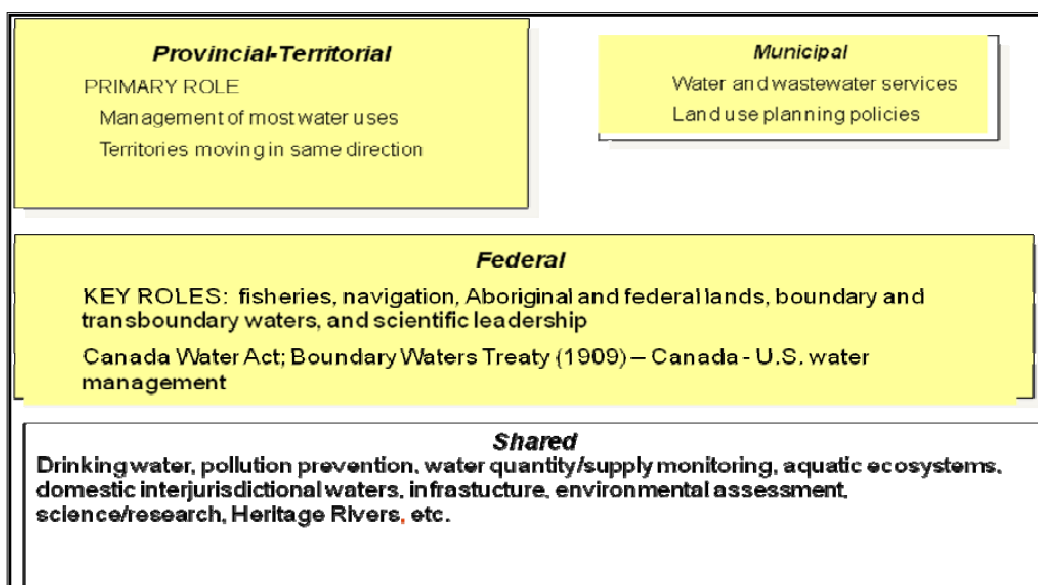 Provincial-Territorial
PRIMARY ROLE
Management of most water uses
Territories moving in same direction
Municipal
Water and wastewater services
Land use planning policies
Federal
KEY ROLES: fisheries, navigation, Aboriginal and federal lands, boundary and
transboundary waters, and scientific leadership
Canada Water Act; Boundary Waters Treaty (1909) – Canada - U.S. water
management
Shared
Drinking water, pollution prevention, water quantity/supply monitoring, aquatic ecosystems,
domestic interjurisdictional waters, infrastucture, environmental assessment,
science/research, Heritage Rivers, etc.